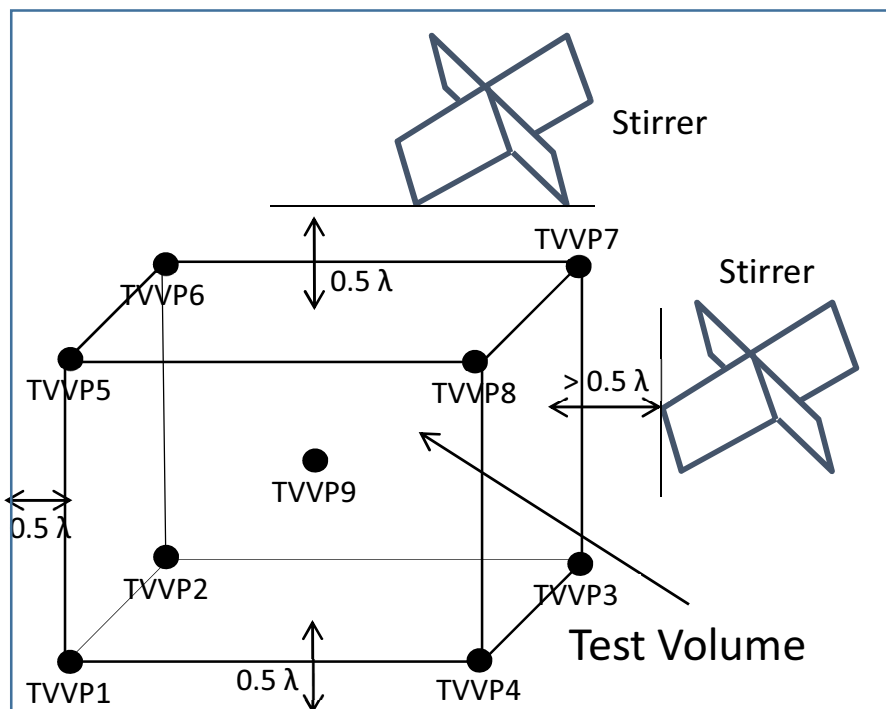 Stirrer
TVVP7
Stirrer
TVVP6
0.5 λ
TVVP5
TVVP8
> 0.5 λ
TVVP9
0.5 λ
TVVP2
TVVP3
Test Volume
TVVP1
0.5 λ
TVVP4